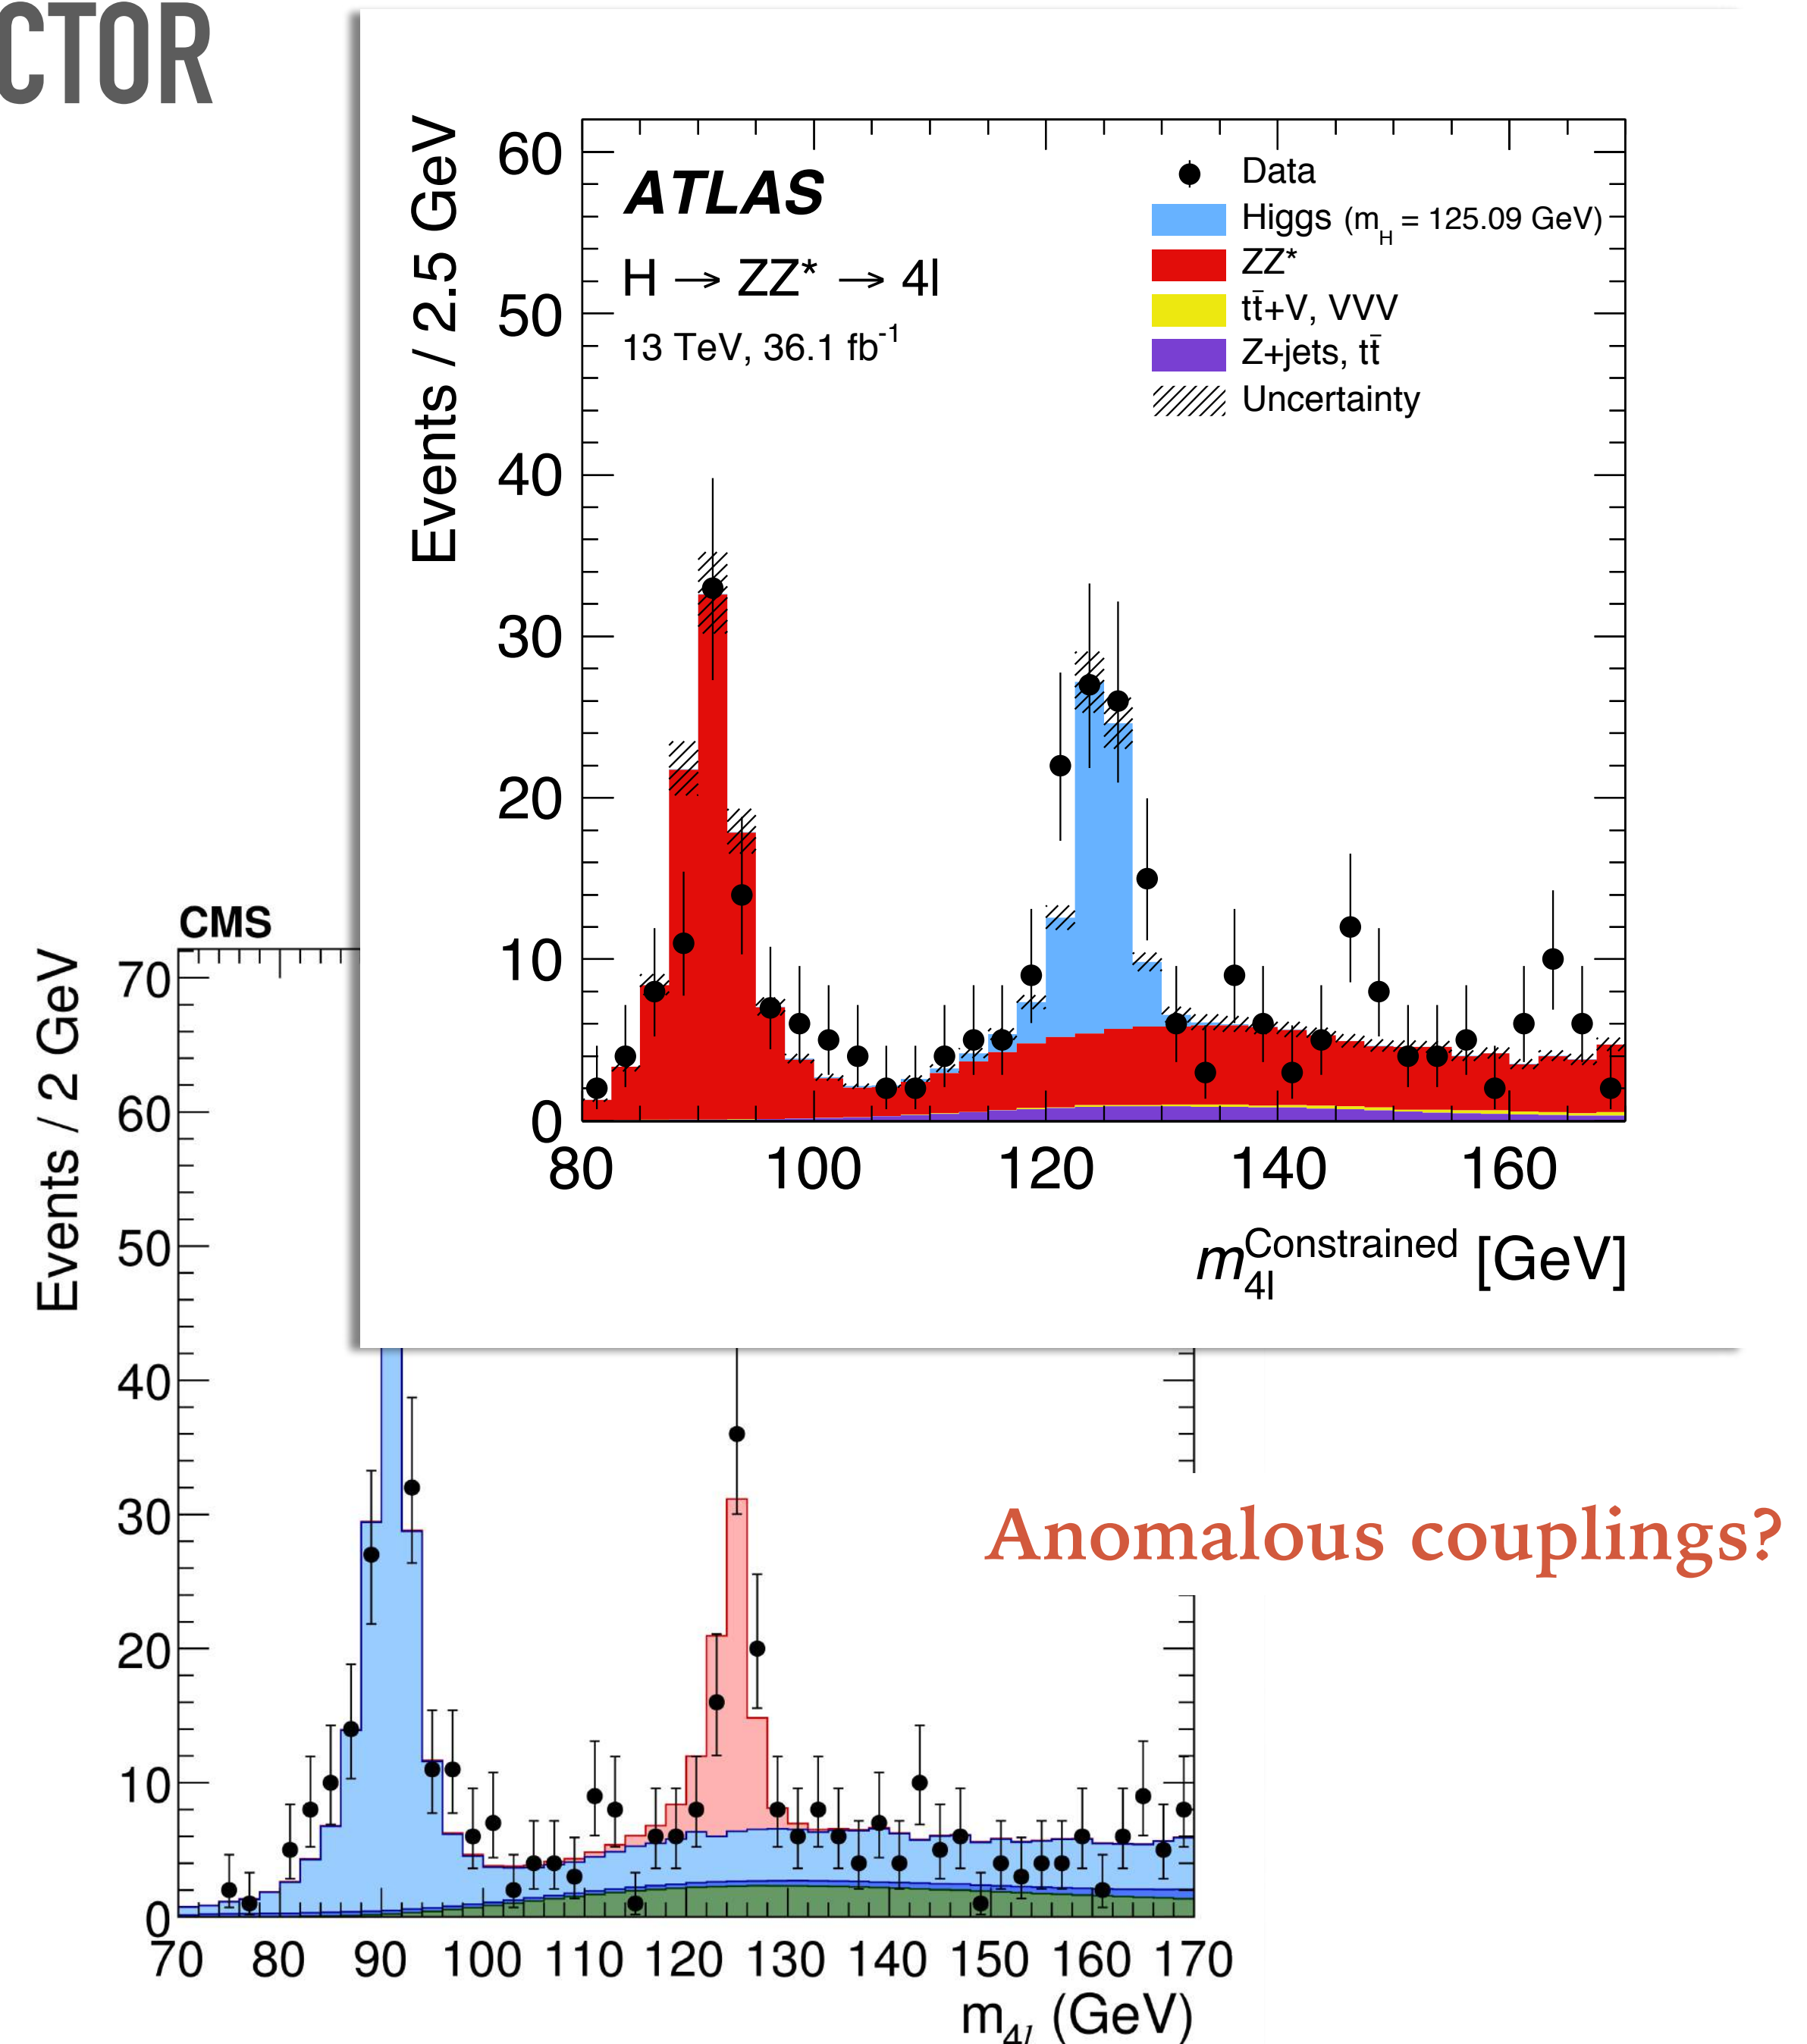 CTOR
Events / 2.5 GeV
60
50
40
30
20
10
0
ATLAS
H → ZZ* → 4l
13 TeV, 36.1 fb⁻¹
Data
Higgs (m_H = 125.09 GeV)
ZZ*
tt̄+V, VVV
Z+jets, tt̄
Uncertainty
80 100 120 140 160
m_4l^Constrained [GeV]
CMS
Events / 2 GeV
70
60
50
40
30
20
10
0
70 80 90 100 110 120 130 140 150 160 170
m_4l (GeV)
Anomalous couplings?